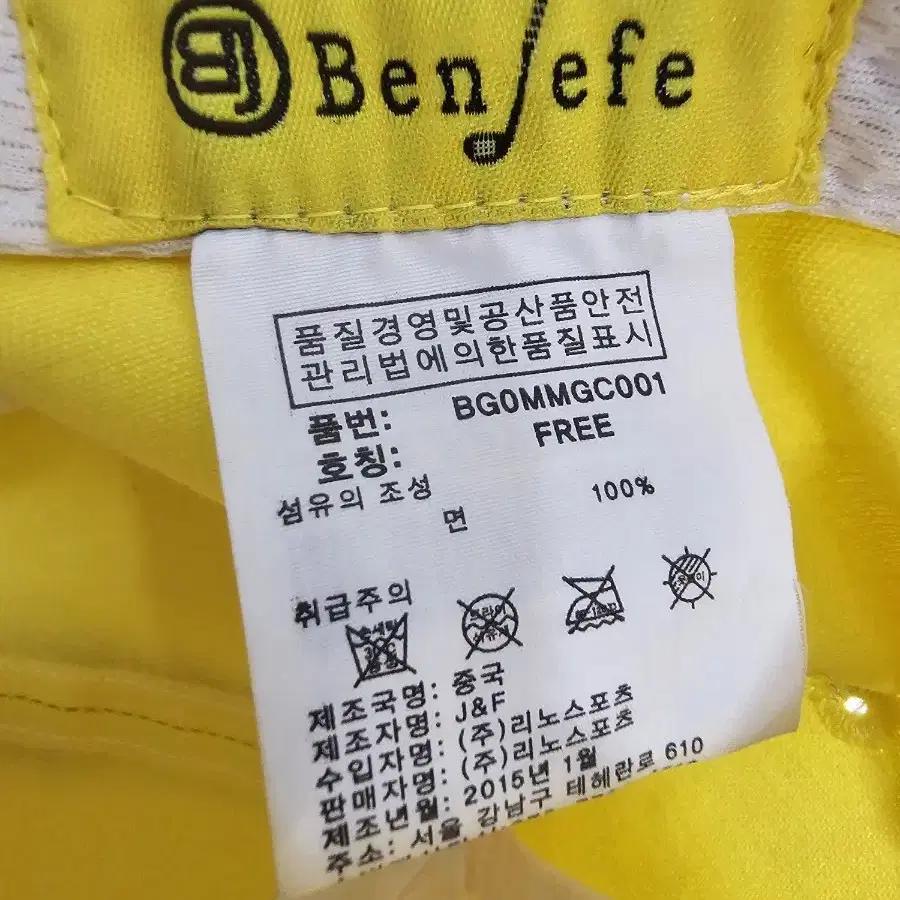 BJ BenJefe
품질경영및공산품안전
관리법에의한품질표시
품번: BG0MMGC001
호칭: FREE
섬유의 조성
면 100%
취급주의
제조국명: 중국
제조자명: J&F
수입자명: (주)리노스포츠
판매자명: (주)리노스포츠
제조년월: 2015년 1월
주소: 서울 강남구 테헤란로 610